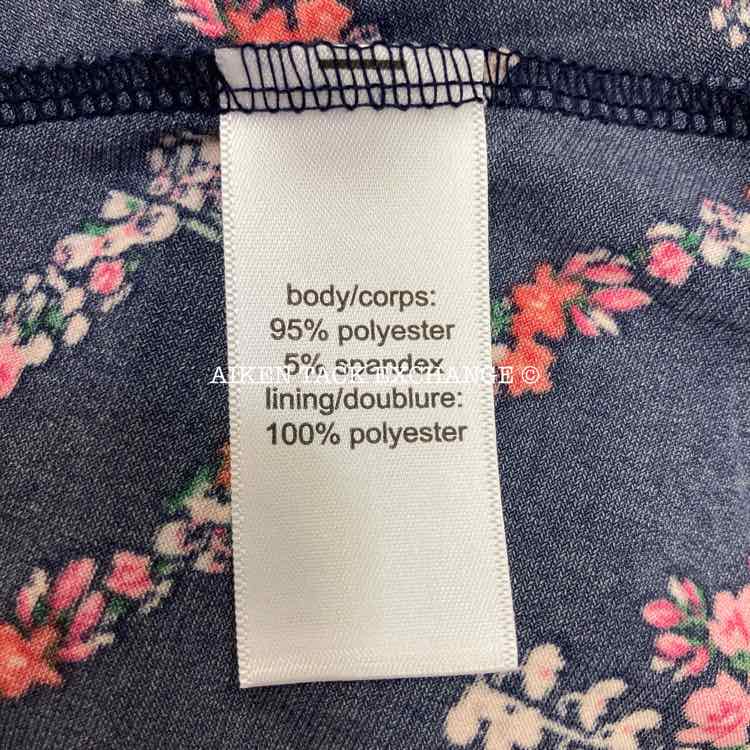 body/corps:
95% polyester
5% spandex
AIKEN TACK EXCHANGE ©
lining/doublure:
100% polyester